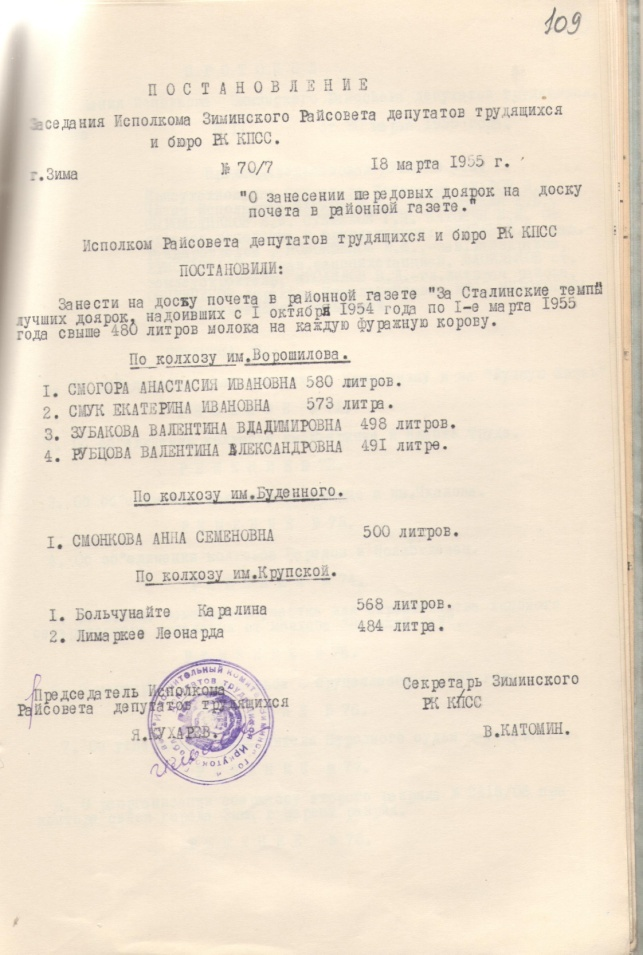 109
ПОСТАНОВЛЕНИЕ
Заседания Исполкома Зиминского Райсовета депутатов трудящихся
и бюро РК КПСС.
г.Зима № 70/7 18 марта 1955 г.
"О занесении передовых доярок на доску
почета в районной газете."
Исполком Райсовета депутатов трудящихся и бюро РК КПСС
ПОСТАНОВИЛИ:
Занести на доску почета в районной газете "За Сталинские темпы
лучших доярок, надоивших с I октября 1954 года по I-е марта 1955
года свыше 480 литров молока на каждую фуражную корову.
По колхозу им.Ворошилова.
I. СМОГОРА АНАСТАСИЯ ИВАНОВНА 580 литров.
2. СМУК ЕКАТЕРИНА ИВАНОВНА 573 литра.
3. ЗУБАКОВА ВАЛЕНТИНА ВДАДИМИРОВНА 498 литров.
4. РУБЦОВА ВАЛЕНТИНА АЛЕКСАНДРОВНА 491 литре.
По колхозу им.Буденного.
I. СМОНКОВА АННА СЕМЕНОВНА 500 литров.
По колхозу им.Крупской.
I. Больчунайте Каралина 568 литров.
2. Лимаркее Леонарда 484 литра.
Председатель Исполкома
Райсовета депутатов трудящихся
Я.КУХАРЕВ.
Секретарь Зиминского
РК КПСС
В.КАТОМИН.